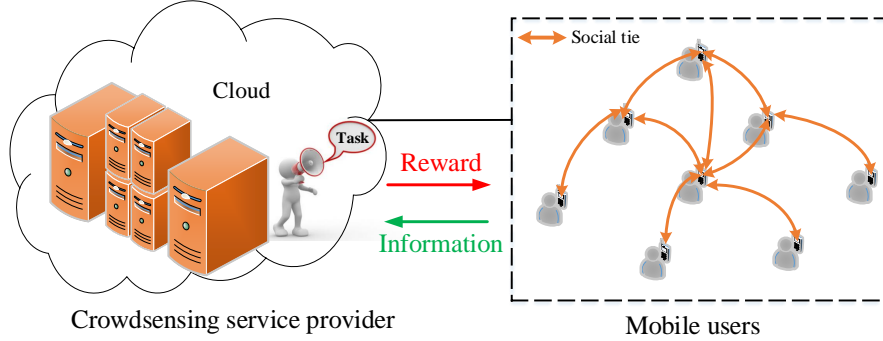 Cloud
Task
Reward
Information
Crowdsensing service provider
Social tie
Mobile users